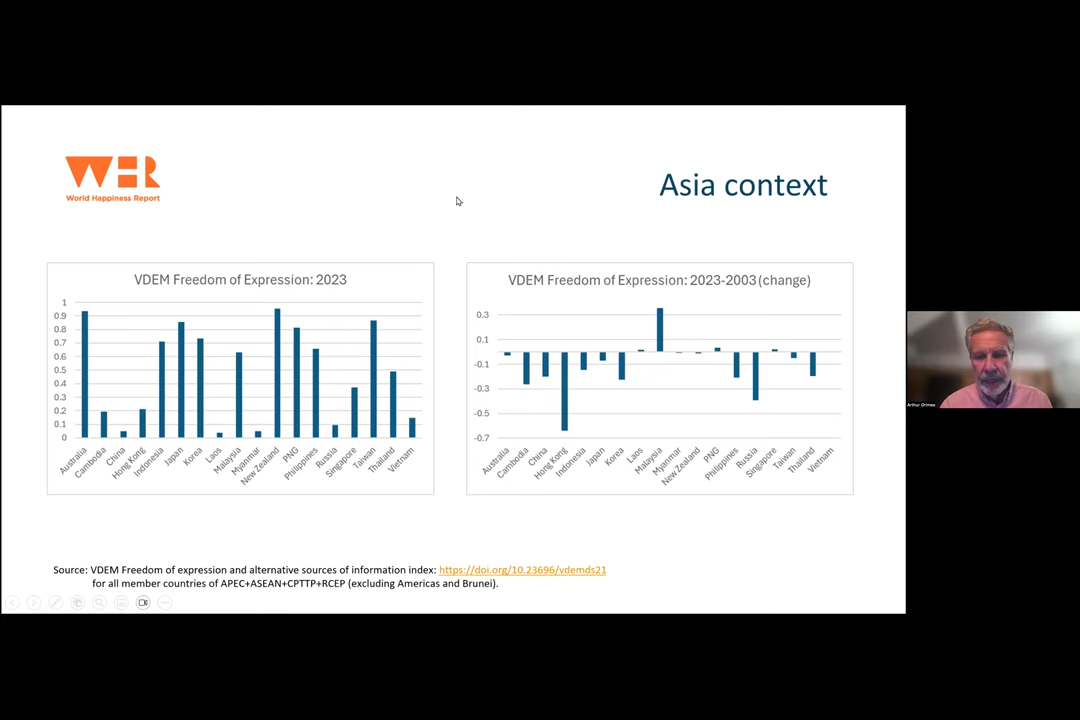 WHR
World Happiness Report
Asia context
VDEM Freedom of Expression: 2023
1
0.9
0.8
0.7
0.6
0.5
0.4
0.3
0.2
0.1
0
Australia
Cambodia
China
Hong Kong
Indonesia
Japan
Korea
Laos
Malaysia
Myanmar
New Zealand
PNG
Philippines
Russia
Singapore
Taiwan
Thailand
Vietnam
VDEM Freedom of Expression: 2023-2003 (change)
0.3
0.1
-0.1
-0.3
-0.5
-0.7
Australia
Cambodia
China
Hong Kong
Indonesia
Japan
Korea
Laos
Malaysia
Myanmar
New Zealand
PNG
Philippines
Russia
Singapore
Taiwan
Thailand
Vietnam
Arthur Grimes
Source: VDEM Freedom of expression and alternative sources of information index: https://doi.org/10.23696/vdemds21
for all member countries of APEC+ASEAN+CPTTP+RCEP (excluding Americas and Brunei).